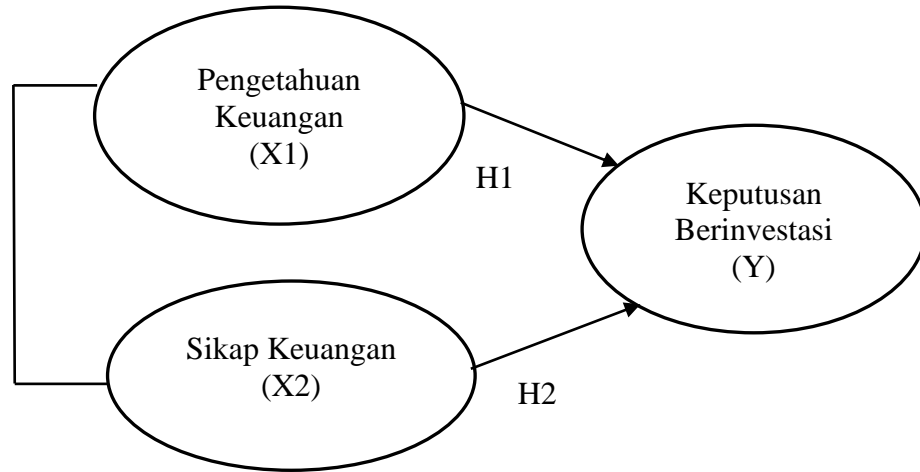 Pengetahuan
Keuangan
(X1)
H1
Keputusan
Berinvestasi
(Y)
Sikap Keuangan
(X2)
H2